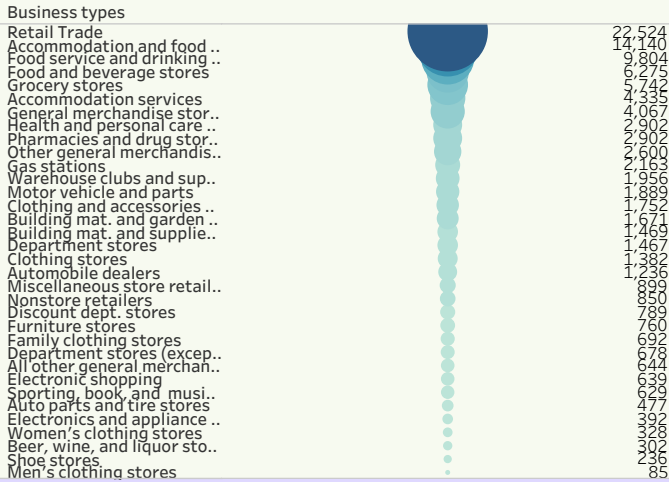 Business types
Retail Trade 22,524
Accommodation and food .. 14,140
Food service and drinking .. 9,804
Food and beverage stores 6,275
Grocery stores 5,742
Accommodation services 4,335
General merchandise stor.. 4,067
Health and personal care .. 2,902
Pharmacies and drug stor.. 2,902
Other general merchandis.. 2,600
Gas stations 2,163
Warehouse clubs and sup.. 1,956
Motor vehicle and parts 1,889
Clothing and accessories .. 1,752
Building mat. and garden .. 1,671
Building mat. and supplie.. 1,469
Department stores 1,467
Clothing stores 1,382
Automobile dealers 1,236
Miscellaneous store retail.. 899
Nonstore retailers 850
Discount dept. stores 789
Furniture stores 760
Family clothing stores 692
Department stores (excep.. 678
All other general merchan.. 644
Electronic shopping 639
Sporting, book, and musi.. 629
Auto parts and tire stores 477
Electronics and appliance .. 392
Women's clothing stores 328
Beer, wine, and liquor sto.. 302
Shoe stores 236
Men's clothing stores 85